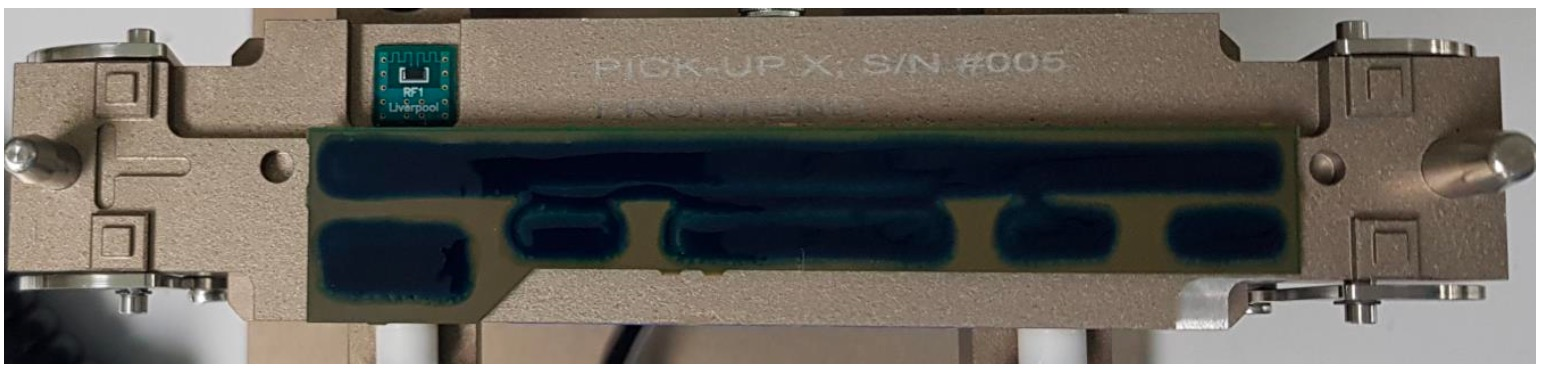 PICK-UP X. S/N #005
RF1
Liverpool